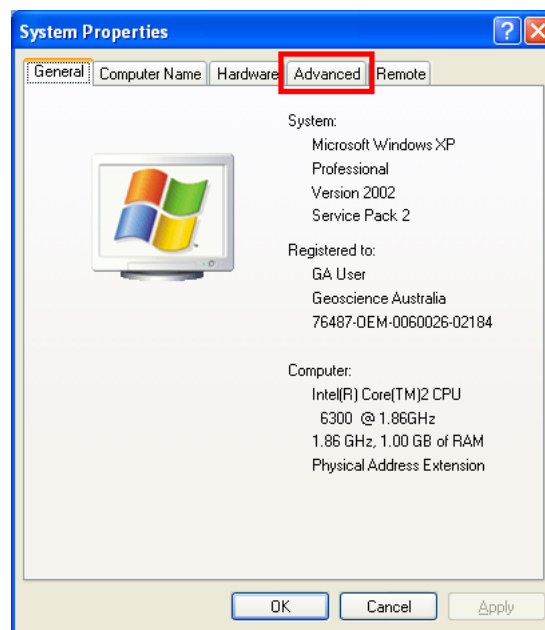 System Properties
General Computer Name Hardware Advanced Remote
System:
Microsoft Windows XP
Professional
Version 2002
Service Pack 2
Registered to:
GA User
Geoscience Australia
76487-OEM-0060026-02184
Computer:
Intel(R) Core(TM)2 CPU
6300 @ 1.86GHz
1.86 GHz, 1.00 GB of RAM
Physical Address Extension
OK Cancel Apply